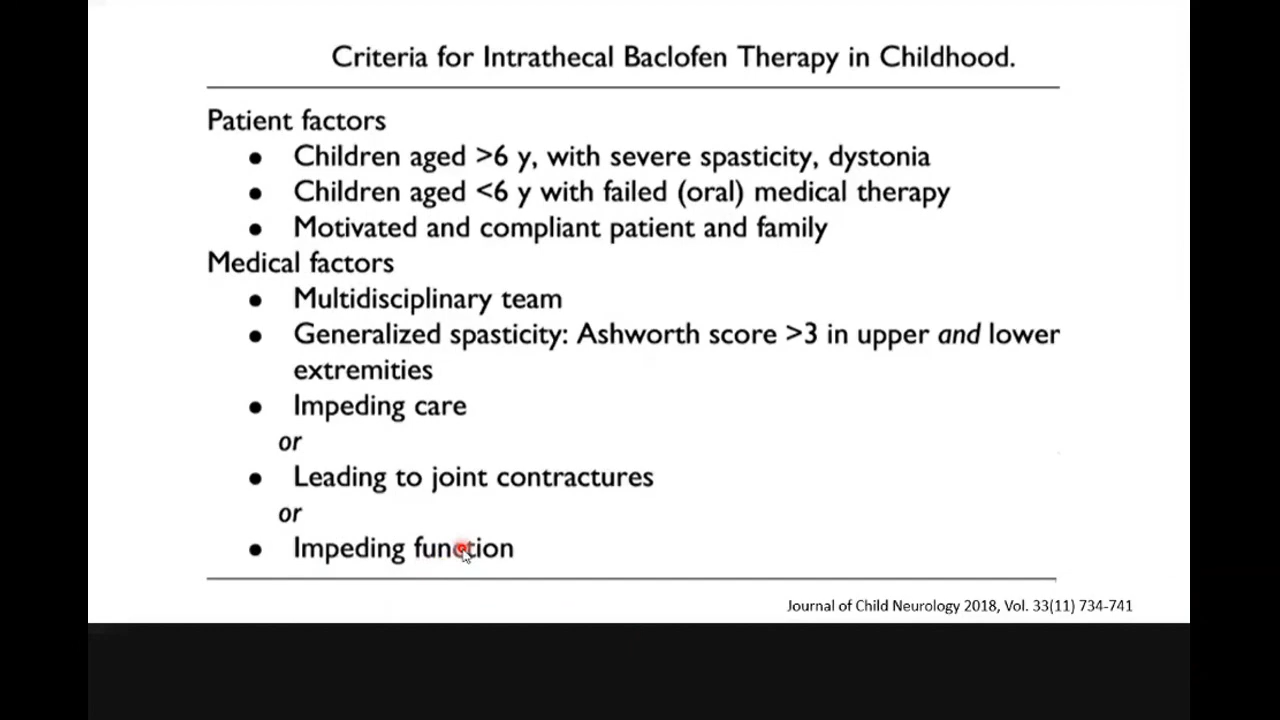 Criteria for Intrathecal Baclofen Therapy in Childhood.
Patient factors
● Children aged >6 y, with severe spasticity, dystonia
● Children aged <6 y with failed (oral) medical therapy
● Motivated and compliant patient and family
Medical factors
● Multidisciplinary team
● Generalized spasticity: Ashworth score >3 in upper and lower
extremities
● Impeding care
or
● Leading to joint contractures
or
● Impeding function
Journal of Child Neurology 2018, Vol. 33(11) 734-741